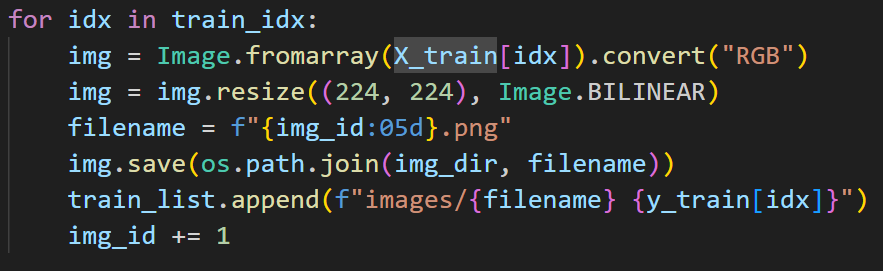 for idx in train_idx:
    img = Image.fromarray(X_train[idx]).convert("RGB")
    img = img.resize((224, 224), Image.BILINEAR)
    filename = f"{img_id:05d}.png"
    img.save(os.path.join(img_dir, filename))
    train_list.append(f"images/{filename} {y_train[idx]}")
    img_id += 1